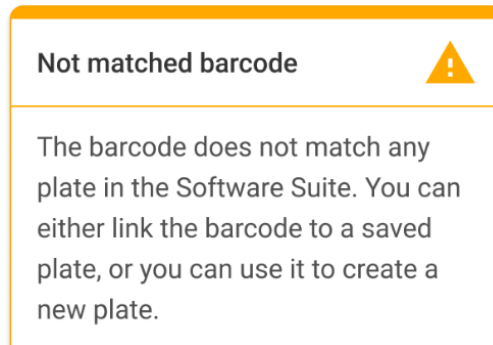 Not matched barcode
The barcode does not match any
plate in the Software Suite. You can
either link the barcode to a saved
plate, or you can use it to create a
new plate.